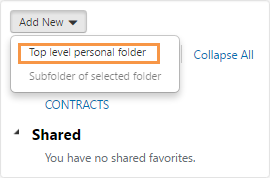 Add New
Top level personal folder
Collapse All
Subfolder of selected folder
CONTRACTS
Shared
You have no shared favorites.